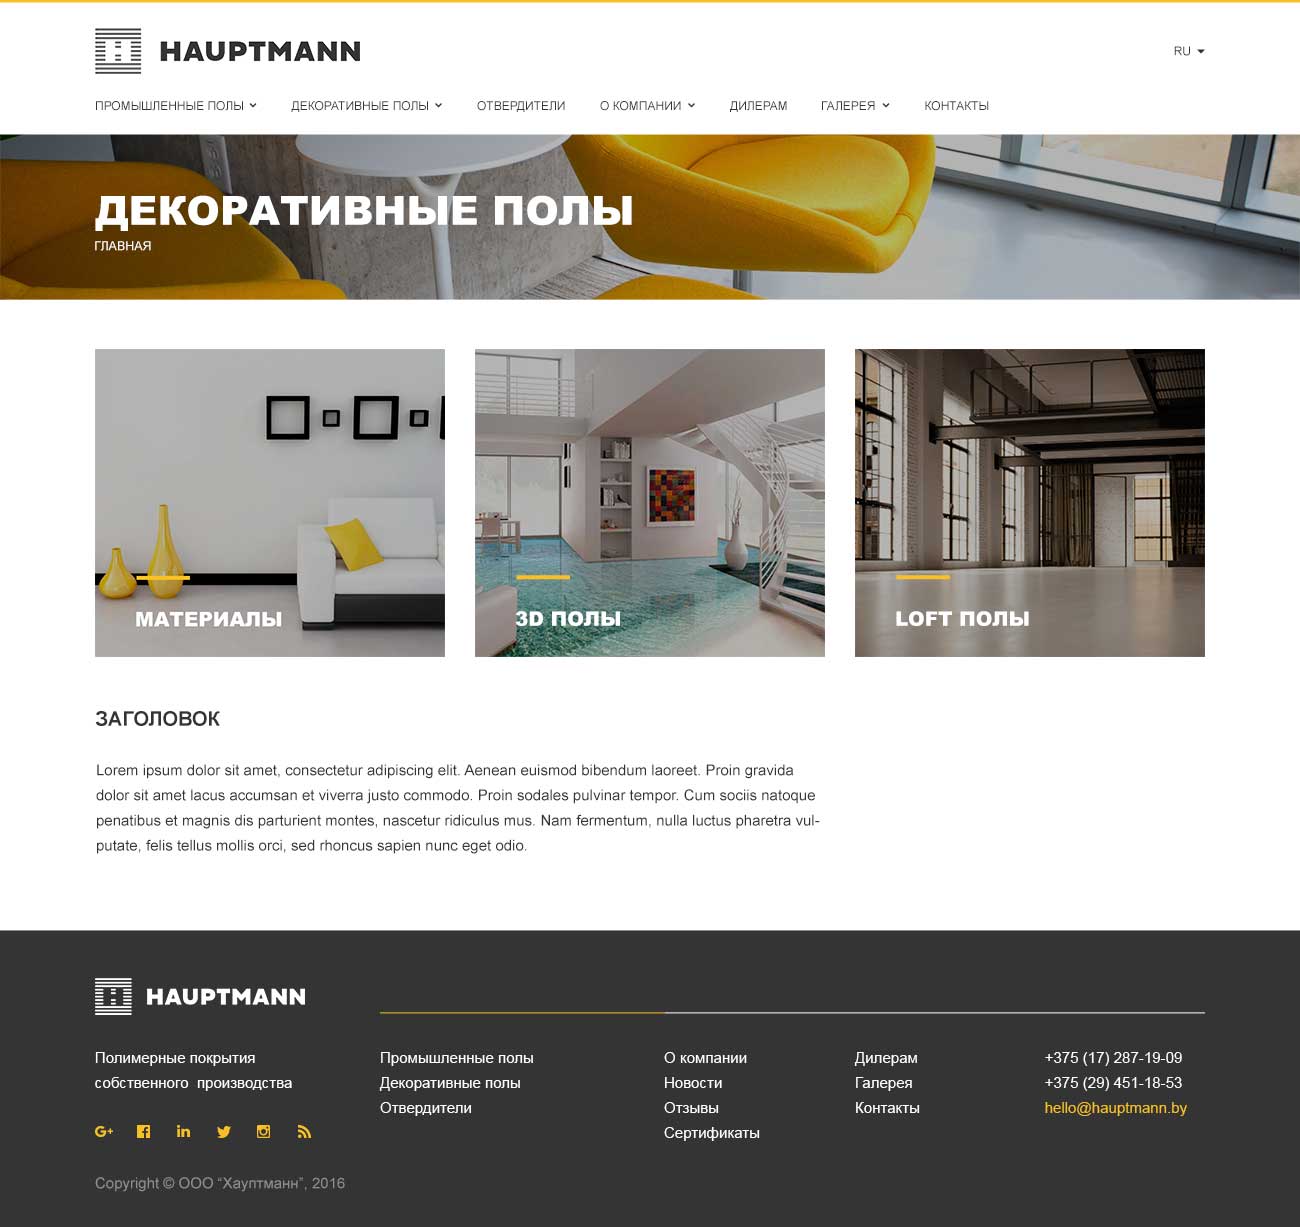 HAUPTMANN
RU
ПРОМЫШЛЕННЫЕ ПОЛЫ ДЕКОРАТИВНЫЕ ПОЛЫ ОТВЕРДИТЕЛИ О КОМПАНИИ ДИЛЕРАМ ГАЛЕРЕЯ КОНТАКТЫ
ДЕКОРАТИВНЫЕ ПОЛЫ
ГЛАВНАЯ
МАТЕРИАЛЫ
3D ПОЛЫ
LOFT ПОЛЫ
ЗАГОЛОВОК
Lorem ipsum dolor sit amet, consectetur adipiscing elit. Aenean euismod bibendum laoreet. Proin gravida
dolor sit amet lacus accumsan et viverra justo commodo. Proin sodales pulvinar tempor. Cum sociis natoque
penatibus et magnis dis parturient montes, nascetur ridiculus mus. Nam fermentum, nulla luctus pharetra vul-
putate, felis tellus mollis orci, sed rhoncus sapien nunc eget odio.
HAUPTMANN
Полимерные покрытия
собственного производства
Промышленные полы
Декоративные полы
Отвердители
О компании
Новости
Отзывы
Сертификаты
Дилерам
Галерея
Контакты
+375 (17) 287-19-09
+375 (29) 451-18-53
hello@hauptmann.by
Copyright © ООО “Хауптманн”, 2016